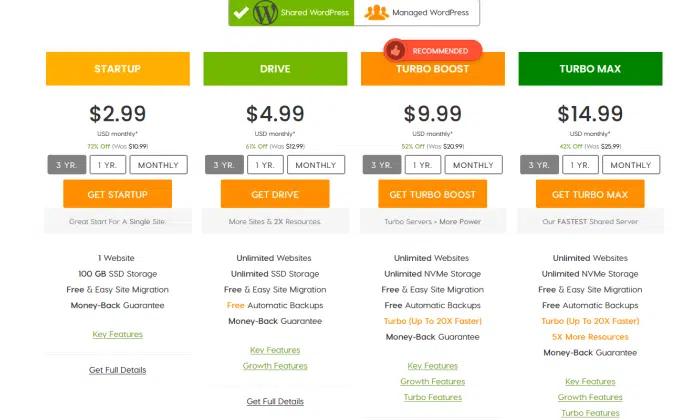 Shared WordPress
Managed WordPress
RECOMMENDED
STARTUP
$2.99
USD monthly*
72% Off (Was $10.99)
3 YR.
1 YR.
MONTHLY
GET STARTUP
Great Start For A Single Site.
1 Website
100 GB SSD Storage
Free & Easy Site Migration
Money-Back Guarantee
Key Features
Get Full Details
DRIVE
$4.99
USD monthly*
61% Off (Was $12.99)
3 YR.
1 YR.
MONTHLY
GET DRIVE
More Sites & 2X Resources.
Unlimited Websites
Unlimited SSD Storage
Free & Easy Site Migration
Free Automatic Backups
Money-Back Guarantee
Key Features
Growth Features
Get Full Details
TURBO BOOST
$9.99
USD monthly*
52% Off (Was $20.99)
3 YR.
1 YR.
MONTHLY
GET TURBO BOOST
Turbo Servers = More Power
Unlimited Websites
Unlimited NVMe Storage
Free & Easy Site Migration
Free Automatic Backups
Turbo (Up To 20X Faster)
Money-Back Guarantee
Key Features
Growth Features
Turbo Features
TURBO MAX
$14.99
USD monthly*
42% Off (Was $25.99)
3 YR.
1 YR.
MONTHLY
GET TURBO MAX
Our FASTEST Shared Server
Unlimited Websites
Unlimited NVMe Storage
Free & Easy Site Migration
Free Automatic Backups
Turbo (Up To 20X Faster)
5X More Resources
Money-Back Guarantee
Key Features
Growth Features
Turbo Features